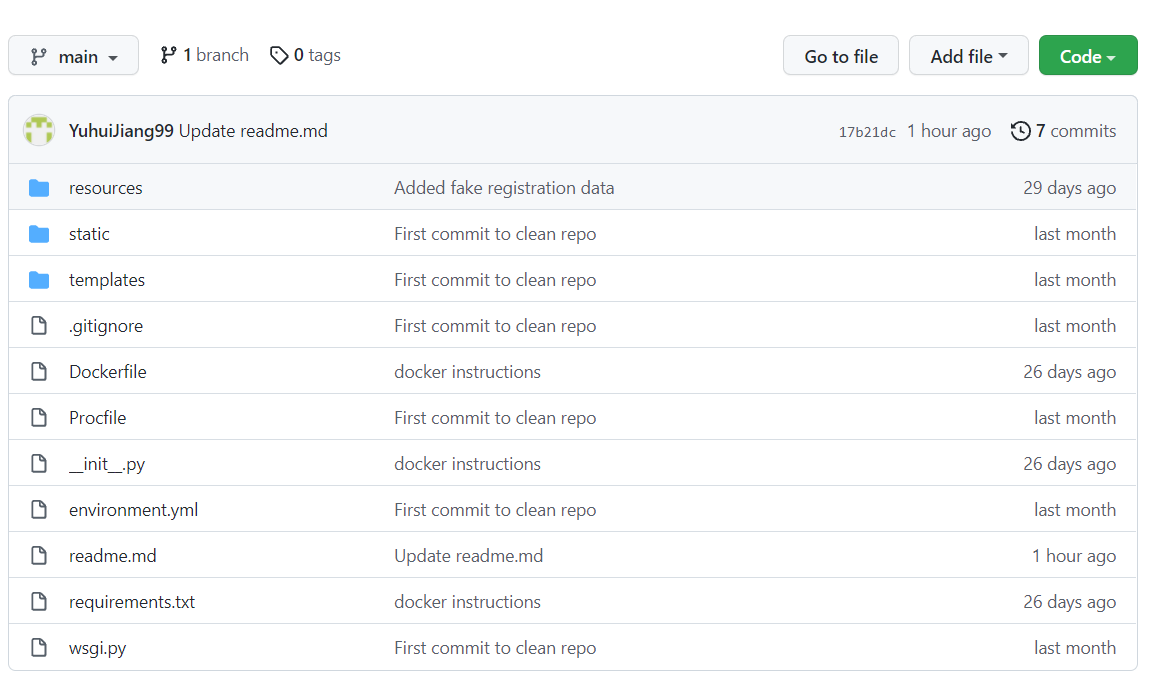 main 1 branch 0 tags Go to file Add file Code
YuhuiJiang99 Update readme.md 17b21dc 1 hour ago 7 commits
resources Added fake registration data 29 days ago
static First commit to clean repo last month
templates First commit to clean repo last month
.gitignore First commit to clean repo last month
Dockerfile docker instructions 26 days ago
Procfile First commit to clean repo last month
__init__.py docker instructions 26 days ago
environment.yml First commit to clean repo last month
readme.md Update readme.md 1 hour ago
requirements.txt docker instructions 26 days ago
wsgi.py First commit to clean repo last month